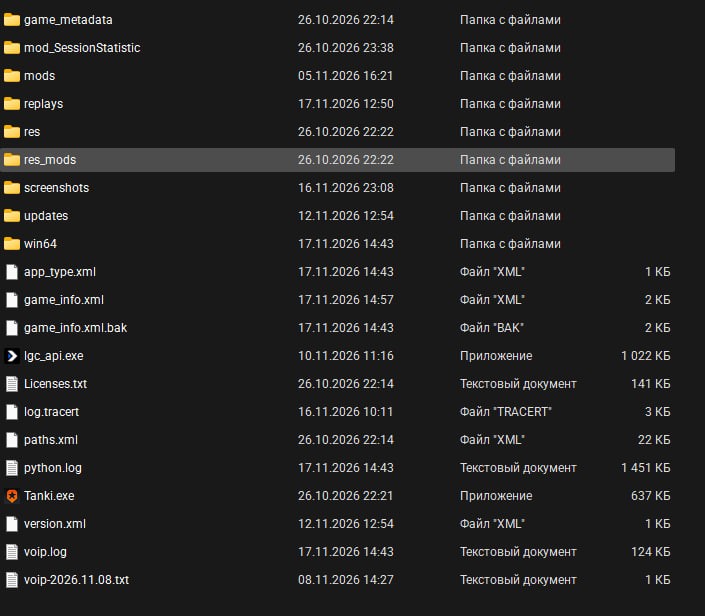 game_metadata 26.10.2026 22:14 Папка с файлами
mod_SessionStatistic 26.10.2026 23:38 Папка с файлами
mods 05.11.2026 16:21 Папка с файлами
replays 17.11.2026 12:50 Папка с файлами
res 26.10.2026 22:22 Папка с файлами
res_mods 26.10.2026 22:22 Папка с файлами
screenshots 16.11.2026 23:08 Папка с файлами
updates 12.11.2026 12:54 Папка с файлами
win64 17.11.2026 14:43 Папка с файлами
app_type.xml 17.11.2026 14:43 Файл "XML" 1 КБ
game_info.xml 17.11.2026 14:57 Файл "XML" 2 КБ
game_info.xml.bak 17.11.2026 14:43 Файл "BAK" 2 КБ
lgc_api.exe 10.11.2026 11:16 Приложение 1 022 КБ
Licenses.txt 26.10.2026 22:14 Текстовый документ 141 КБ
log.tracert 16.11.2026 10:11 Файл "TRACERT" 3 КБ
paths.xml 26.10.2026 22:14 Файл "XML" 22 КБ
python.log 17.11.2026 14:43 Текстовый документ 1 451 КБ
Tanki.exe 26.10.2026 22:21 Приложение 637 КБ
version.xml 12.11.2026 12:54 Файл "XML" 1 КБ
voip.log 17.11.2026 14:43 Текстовый документ 124 КБ
voip-2026.11.08.txt 08.11.2026 14:27 Текстовый документ 1 КБ